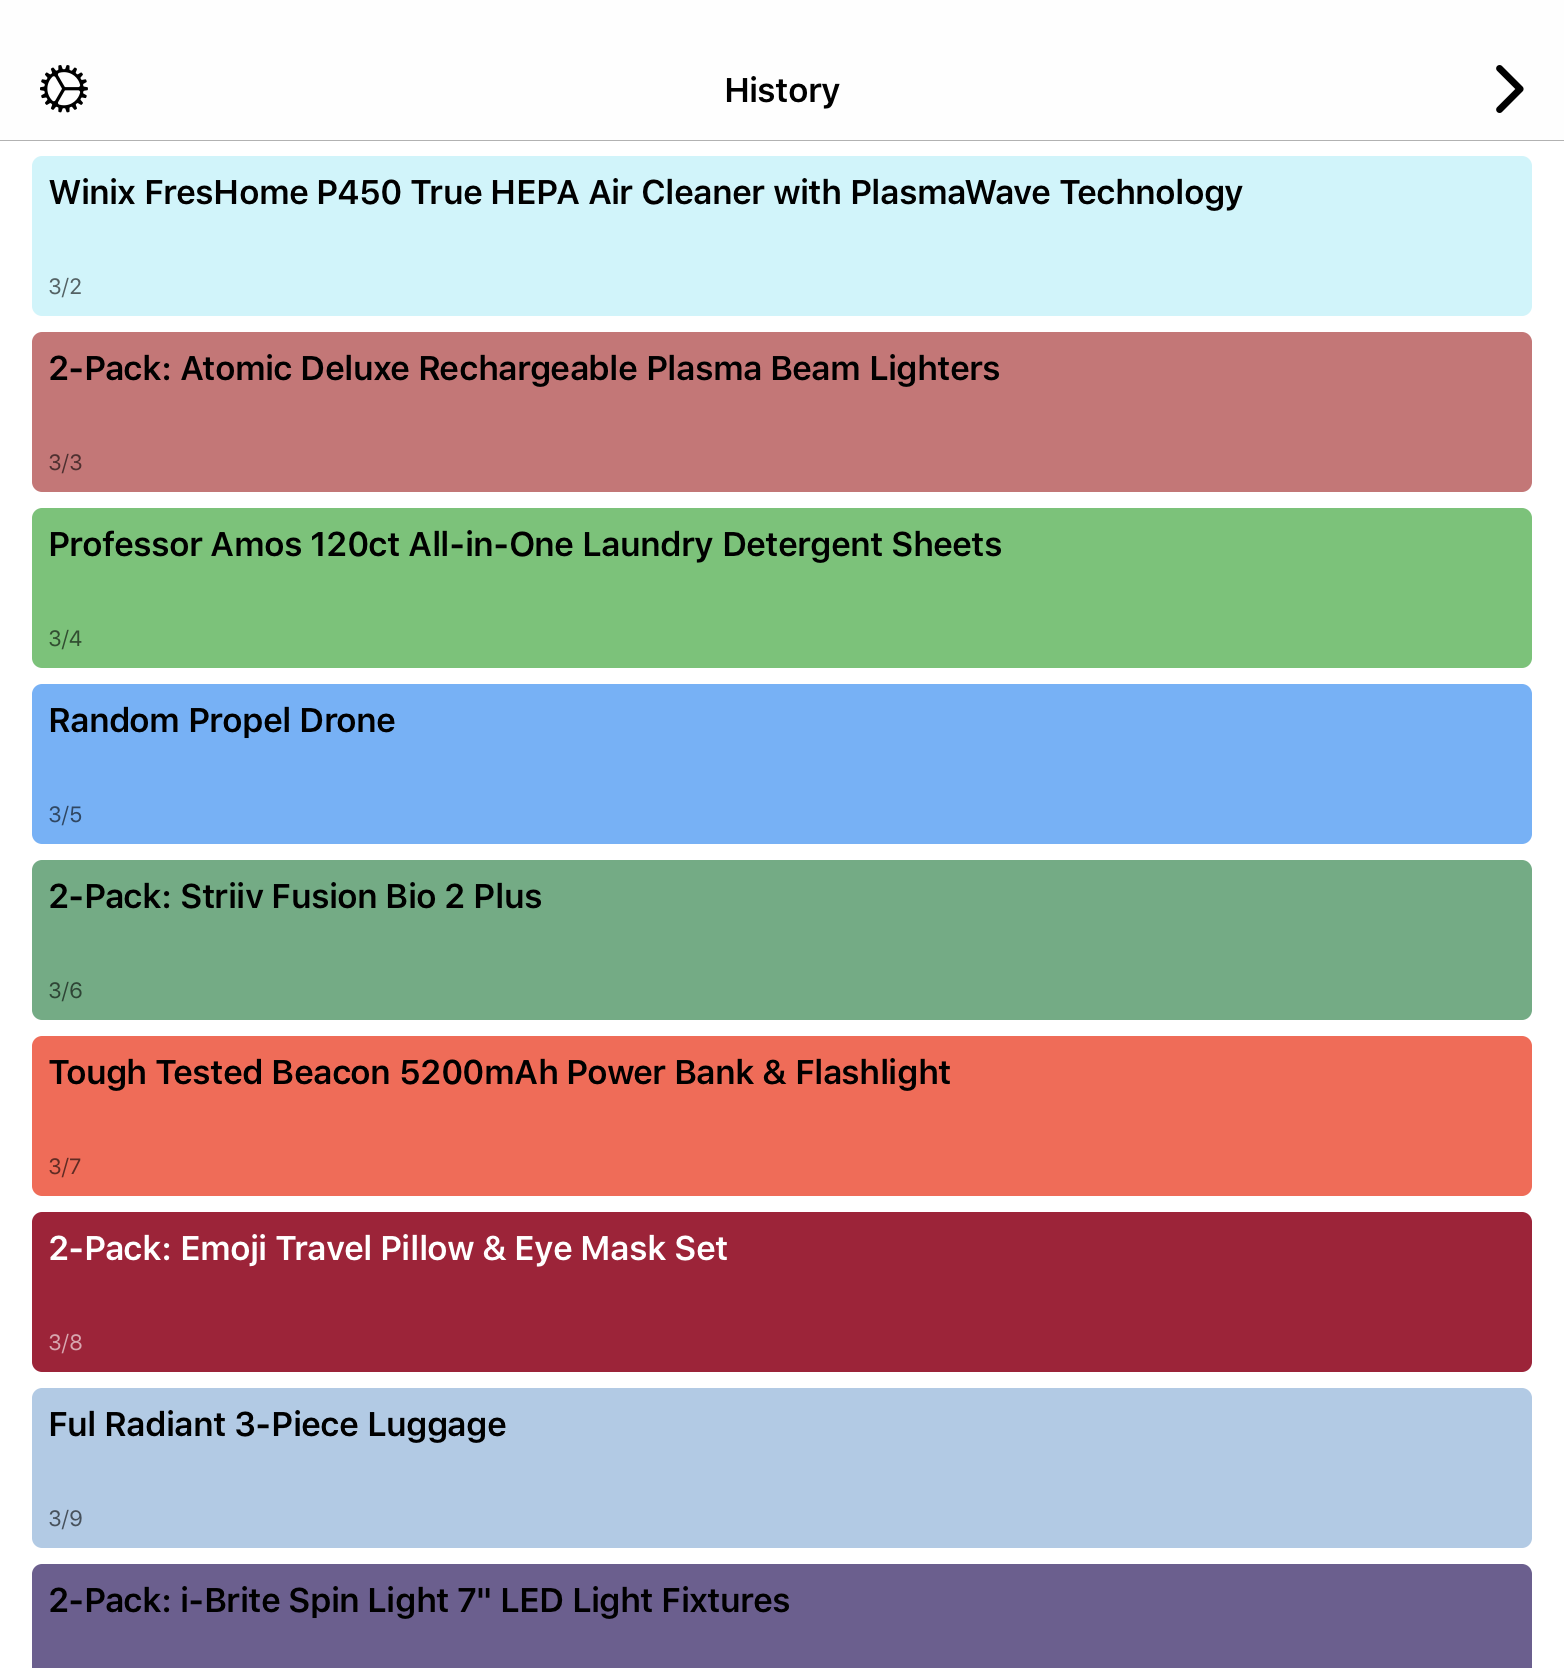 History
Winix FresHome P450 True HEPA Air Cleaner with PlasmaWave Technology
3/2
2-Pack: Atomic Deluxe Rechargeable Plasma Beam Lighters
3/3
Professor Amos 120ct All-in-One Laundry Detergent Sheets
3/4
Random Propel Drone
3/5
2-Pack: Striiv Fusion Bio 2 Plus
3/6
Tough Tested Beacon 5200mAh Power Bank & Flashlight
3/7
2-Pack: Emoji Travel Pillow & Eye Mask Set
3/8
Ful Radiant 3-Piece Luggage
3/9
2-Pack: i-Brite Spin Light 7" LED Light Fixtures